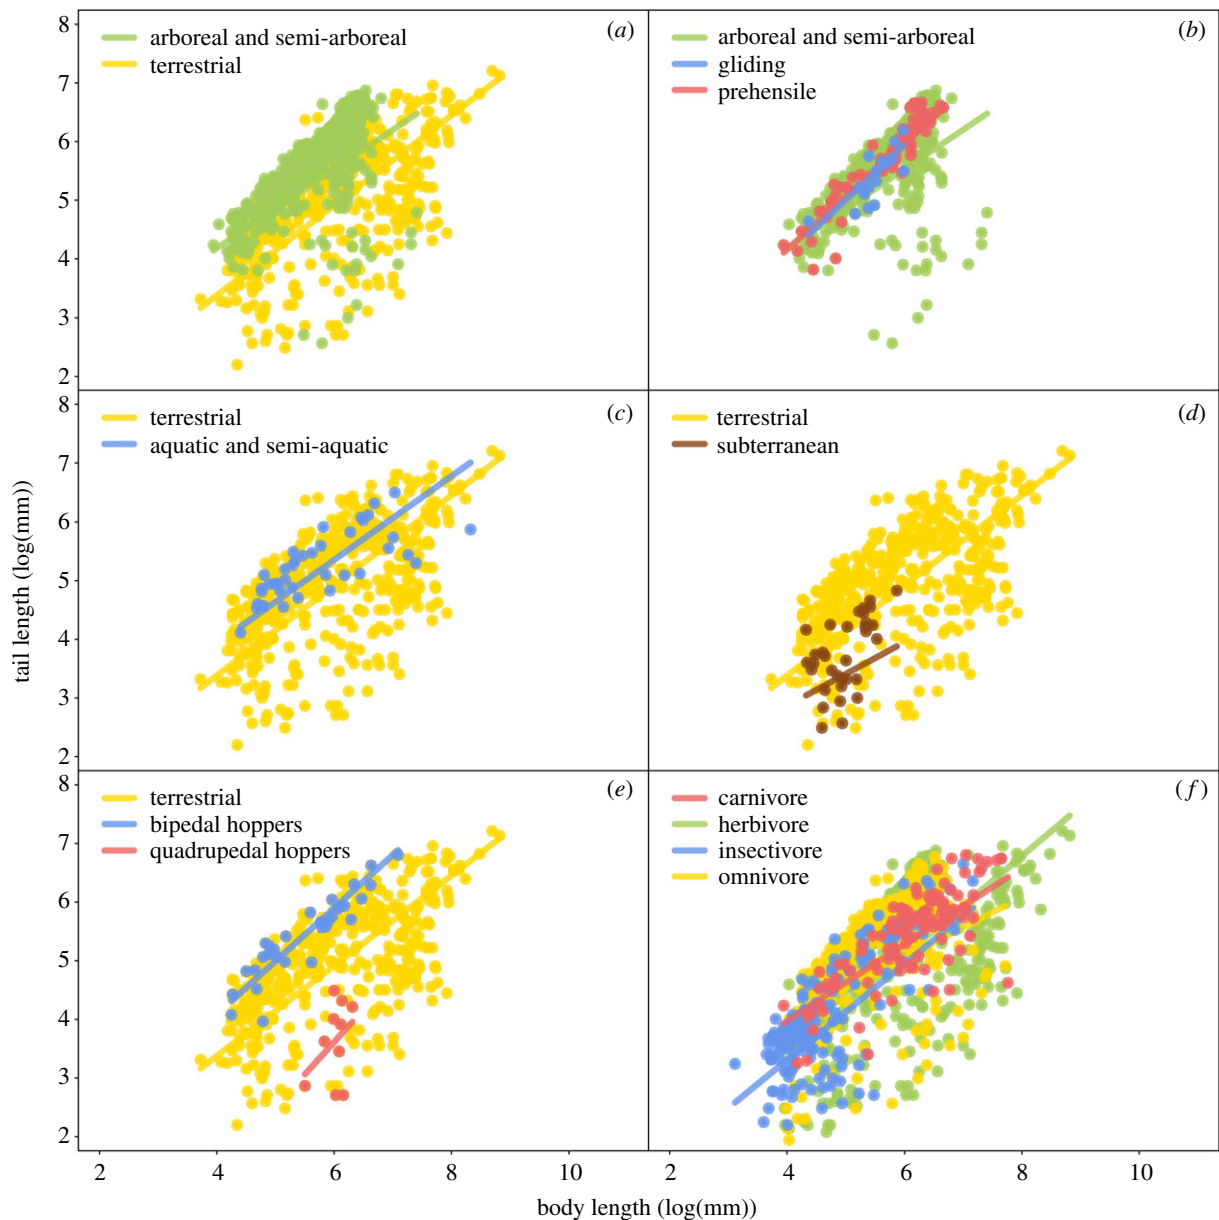 (a)
arboreal and semi-arboreal
terrestrial
(b)
arboreal and semi-arboreal
gliding
prehensile
8
7
6
5
4
3
2
(c)
terrestrial
aquatic and semi-aquatic
(d)
terrestrial
subterranean
8
7
6
5
4
3
2
tail length (log(mm))
(e)
terrestrial
bipedal hoppers
quadrupedal hoppers
(f)
carnivore
herbivore
insectivore
omnivore
8
7
6
5
4
3
2
2 4 6 8 10
2 4 6 8 10
body length (log(mm))